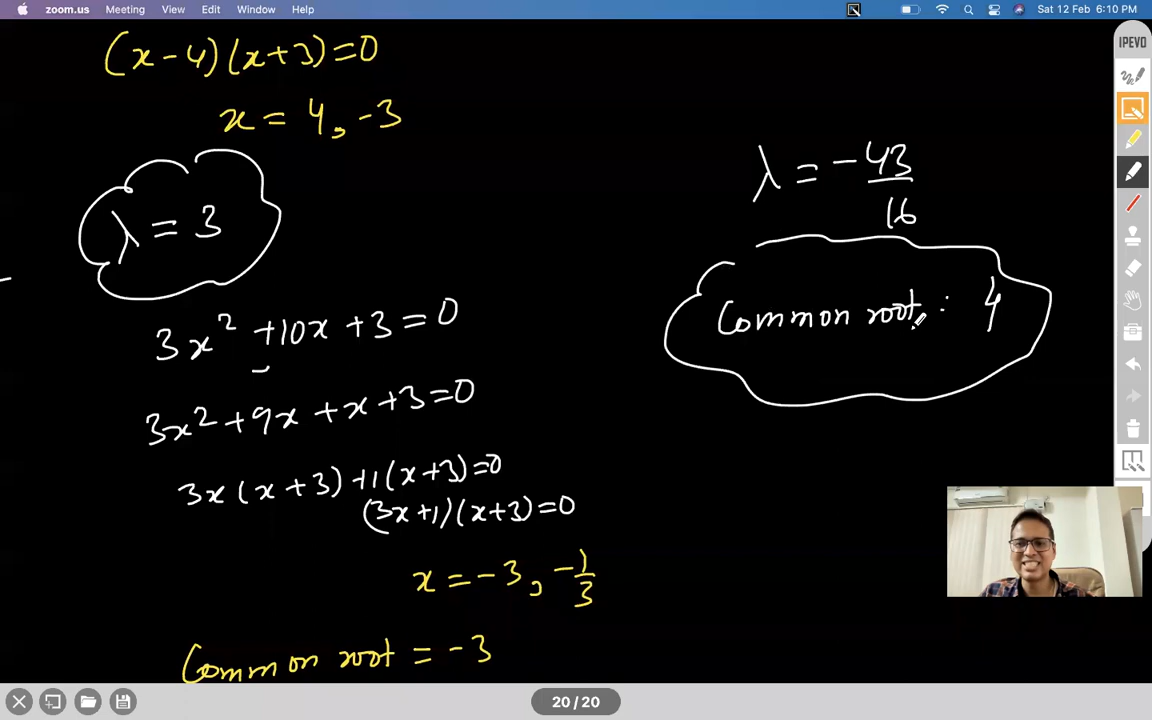 zoom.us Meeting View Edit Window Help Sat 12 Feb 6:10 PM
IPEVO
(x-4)(x+3)=0
x = 4, -3
λ = 3
3x² +10x +3=0
3x²+9x +x+3=0
3x(x+3)+1(x+3)=0
(3x+1)(x+3)=0
x = -3, -1/3
Common root = -3
λ = -43/16
Common root : 4
20 / 20